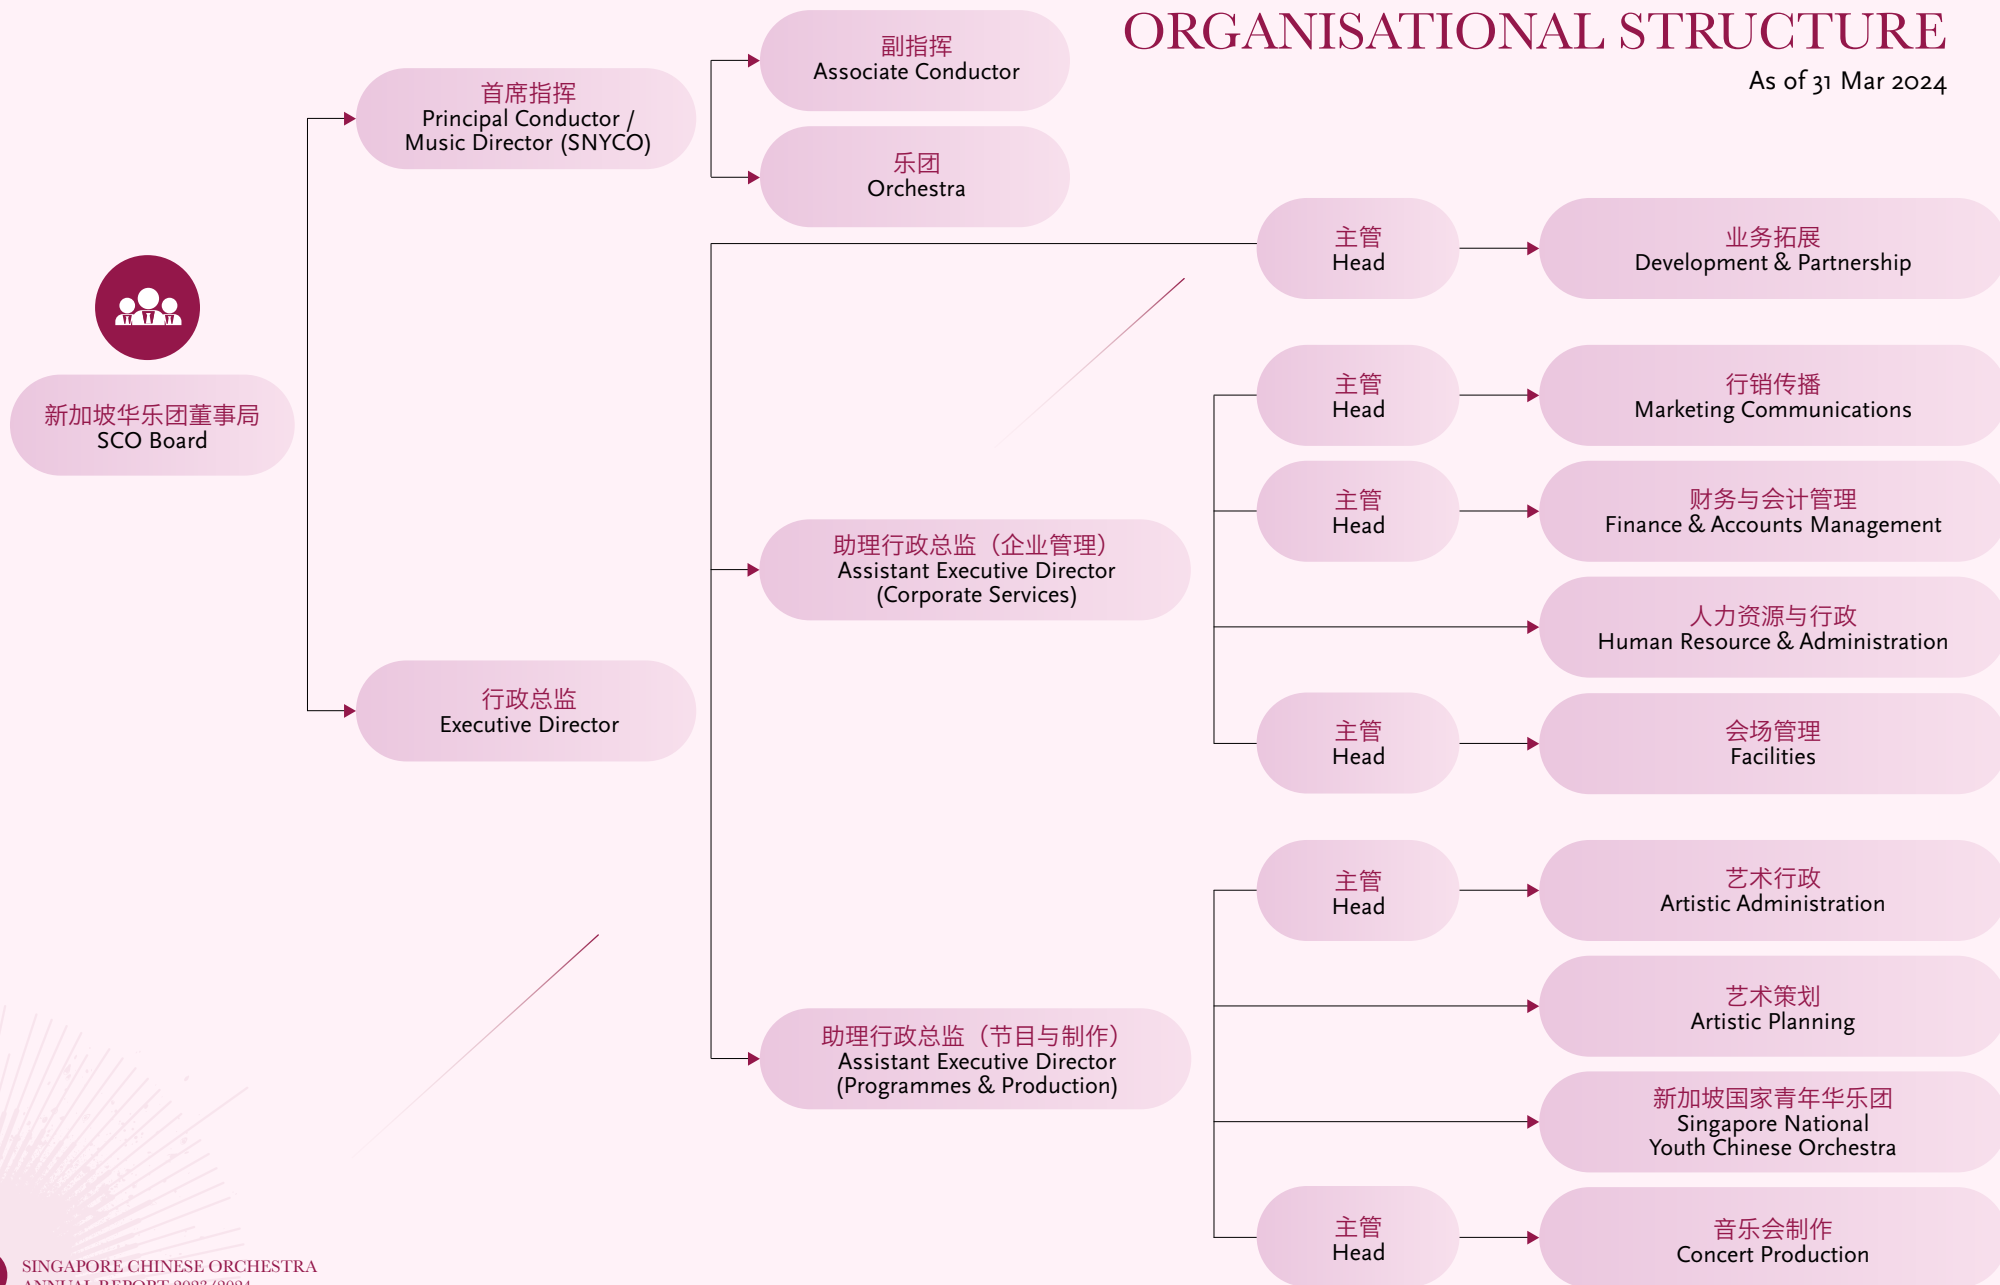 ORGANISATIONAL STRUCTURE
As of 31 Mar 2024
新加坡华乐团董事局
SCO Board
首席指挥
Principal Conductor /
Music Director (SNYCO)
副指挥
Associate Conductor
乐团
Orchestra
行政总监
Executive Director
主管
Head
业务拓展
Development & Partnership
助理行政总监（企业管理）
Assistant Executive Director
(Corporate Services)
主管
Head
行销传播
Marketing Communications
主管
Head
财务与会计管理
Finance & Accounts Management
人力资源与行政
Human Resource & Administration
主管
Head
会场管理
Facilities
助理行政总监（节目与制作）
Assistant Executive Director
(Programmes & Production)
主管
Head
艺术行政
Artistic Administration
艺术策划
Artistic Planning
新加坡国家青年华乐团
Singapore National
Youth Chinese Orchestra
主管
Head
音乐会制作
Concert Production
SINGAPORE CHINESE ORCHESTRA
ANNUAL REPORT 2023/2024